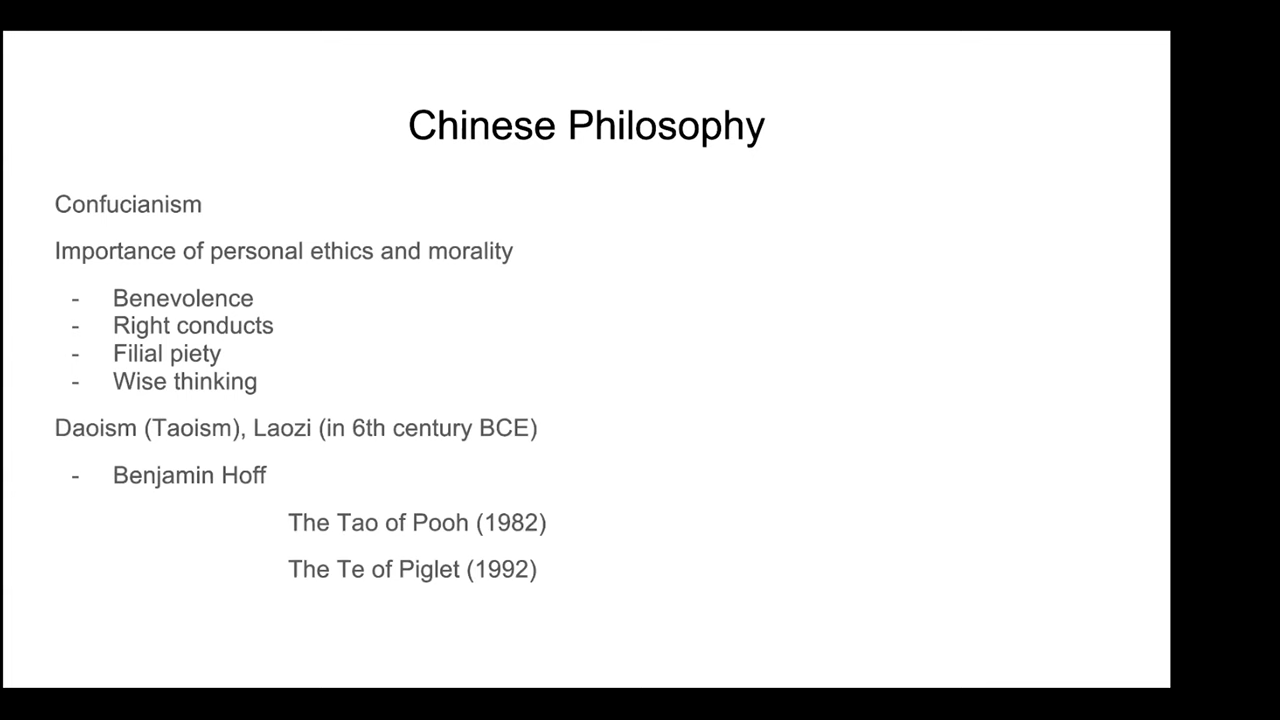 Chinese Philosophy
Confucianism
Importance of personal ethics and morality
- Benevolence
- Right conducts
- Filial piety
- Wise thinking
Daoism (Taoism), Laozi (in 6th century BCE)
- Benjamin Hoff
The Tao of Pooh (1982)
The Te of Piglet (1992)